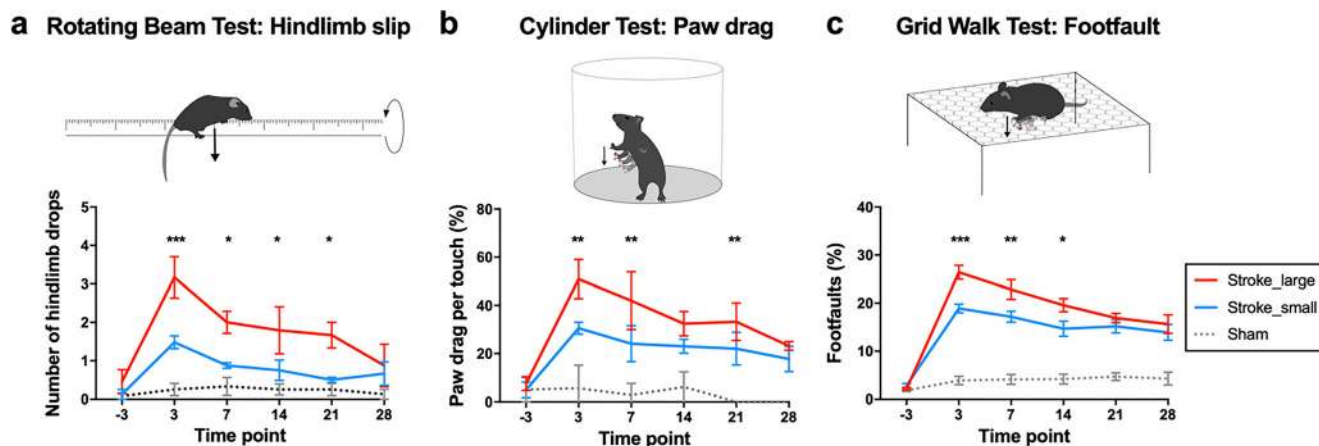 a Rotating Beam Test: Hindlimb slip
Number of hindlimb drops
5
4
3
2
1
0
*** * * *
-3 3 7 14 21 28
Time point
b Cylinder Test: Paw drag
Paw drag per touch (%)
80
60
40
20
0
** ** **
-3 3 7 14 21 28
Time point
c Grid Walk Test: Footfault
Footfaults (%)
40
30
20
10
0
*** ** *
-3 3 7 14 21 28
Time point
Stroke_large
Stroke_small
Sham